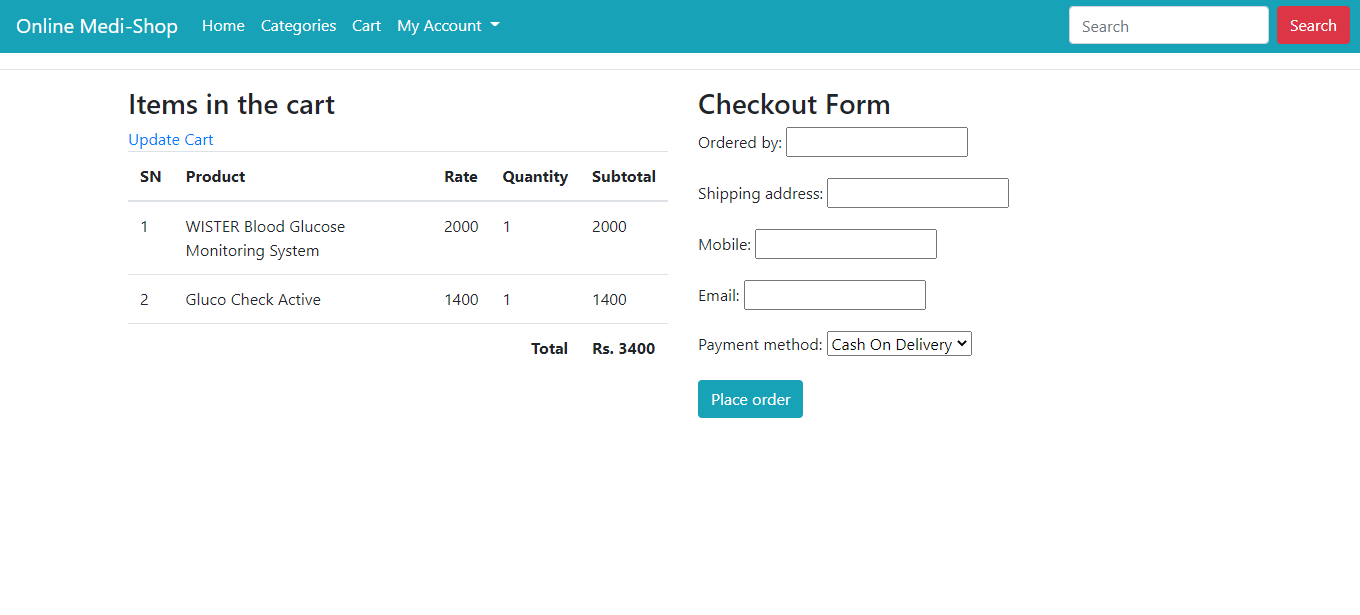 Online Medi-Shop Home Categories Cart My Account Search Search
Items in the cart
Update Cart
SN Product Rate Quantity Subtotal
1 WISTER Blood Glucose Monitoring System 2000 1 2000
2 Gluco Check Active 1400 1 1400
Total Rs. 3400
Checkout Form
Ordered by:
Shipping address:
Mobile:
Email:
Payment method: Cash On Delivery
Place order